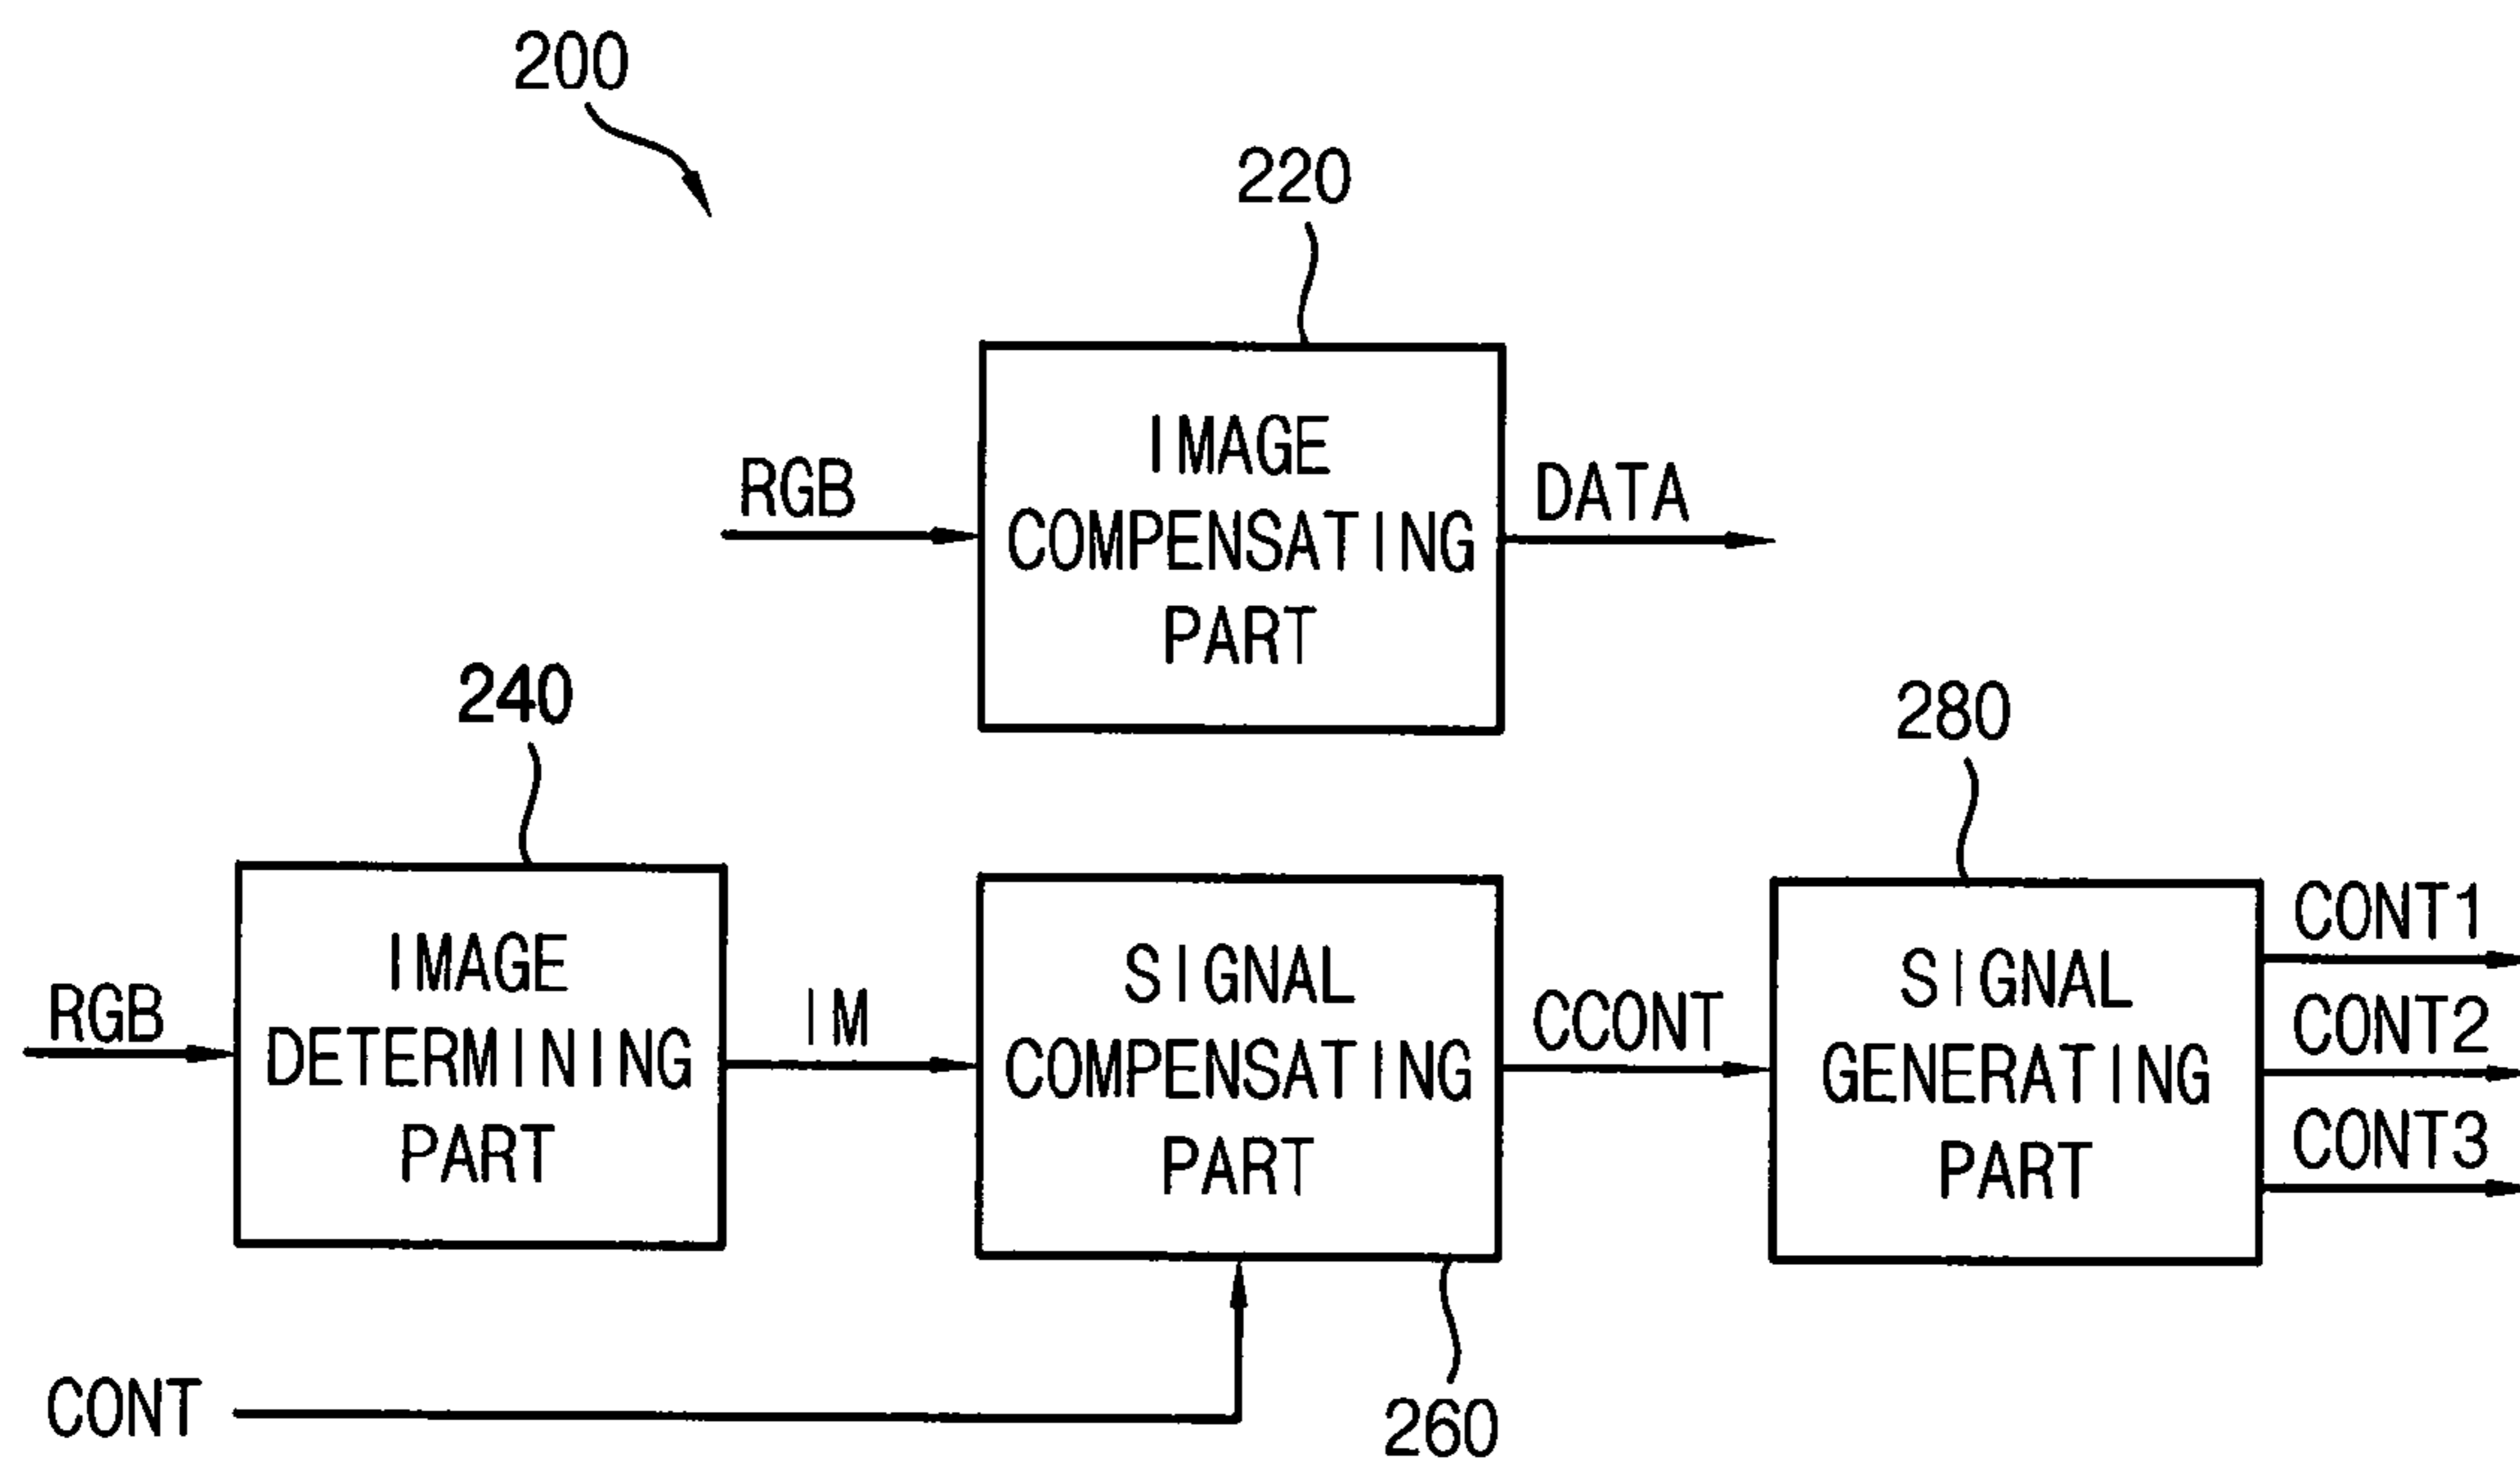 200
220
RGB
IMAGE
COMPENSATING
PART
DATA
240
280
RGB
IMAGE
DETERMINING
PART
IM
SIGNAL
COMPENSATING
PART
CCONT
SIGNAL
GENERATING
PART
CONT1
CONT2
CONT3
CONT
260